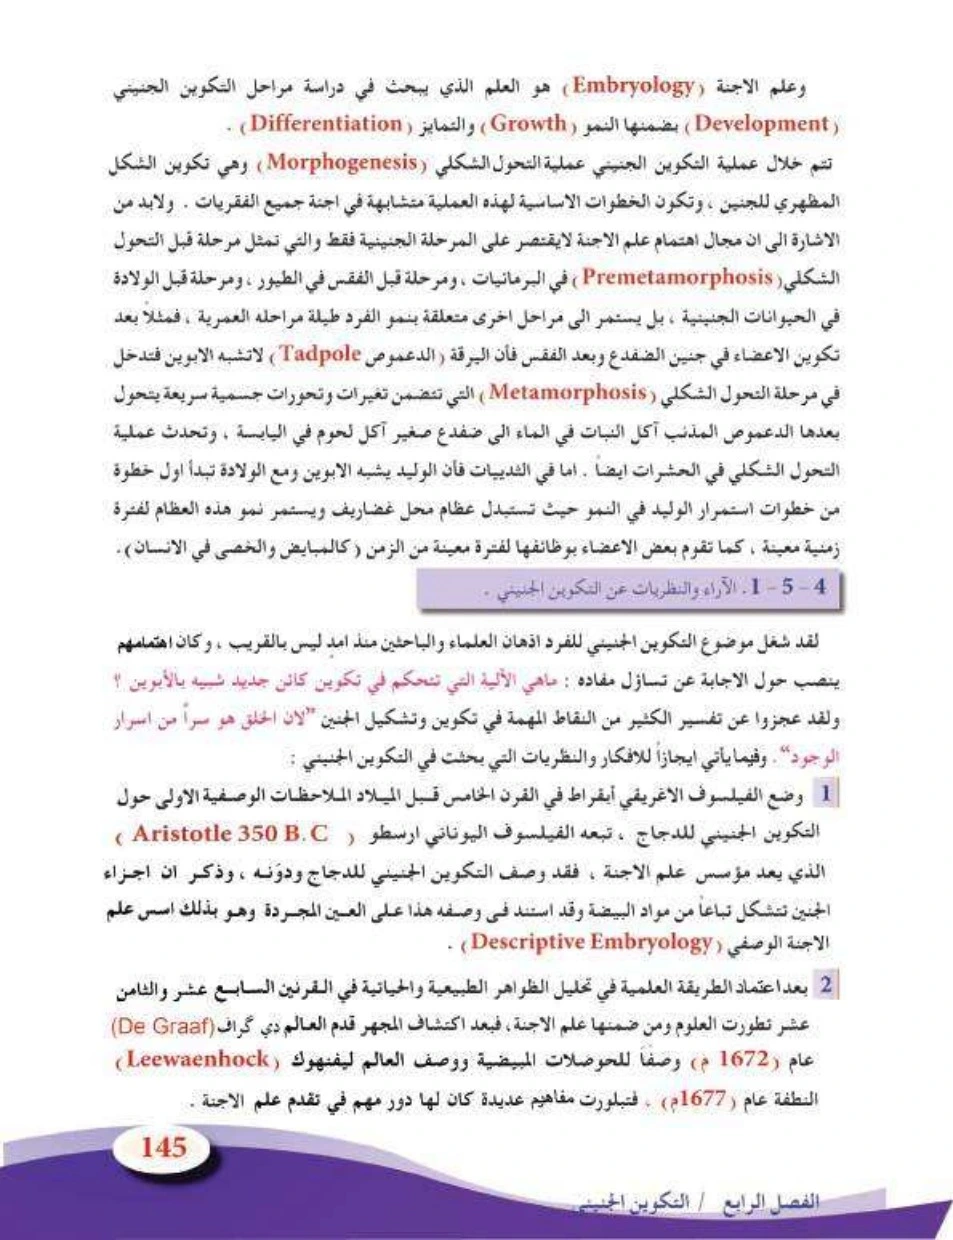 وعلم الاجنة (Embryology) هو العلم الذي يبحث في دراسة مراحل التكوين الجنيني
(Development) بضمنها النمو (Growth) والتمايز (Differentiation) .
تتم خلال عملية التكوين الجنيني عملية التحول الشكلي (Morphogenesis) وهي تكوين الشكل
المظهري للجنين ، وتكون الخطوات الاساسية لهذه العملية متشابهة في اجنة جميع الفقريات . ولابد من
الاشارة الى ان مجال اهتمام علم الاجنة لايقتصر على المرحلة الجنينية فقط والتي تمثل مرحلة قبل التحول
الشكلي (Premetamorphosis) في البرمائيات ، ومرحلة قبل الفقس في الطيور ، ومرحلة قبل الولادة
في الحيوانات الجنينية ، بل يستمر الى مراحل اخرى متعلقة بنمو الفرد طيلة مراحله العمرية ، فمثلاً بعد
تكوين الاعضاء في جنين الضفدع وبعد الفقس فأن اليرقة (الدعموص Tadpole) لاتشبه الابوين فتدخل
في مرحلة التحول الشكلي (Metamorphosis) التي تتضمن تغيرات وتحورات جسمية سريعة يتحول
بعدها الدعموص المذنب آكل النبات في الماء الى ضفدع صغير آكل لحوم في اليابسة ، وتحدث عملية
التحول الشكلي في الحشرات ايضاً . اما في الثدييات فأن الوليد يشبه الابوين ومع الولادة تبدأ اول خطوة
من خطوات استمرار الوليد في النمو حيث تستبدل عظام محل غضاريف ويستمر نمو هذه العظام لفترة
زمنية معينة ، كما تقوم بعض الاعضاء بوظائفها لفترة معينة من الزمن (كالمبايض والخصى في الانسان) .
4 - 5 - 1 . الآراء والنظريات عن التكوين الجنيني .
لقد شغل موضوع التكوين الجنيني للفرد اذهان العلماء والباحثين منذ امد ليس بالقريب ، وكان اهتمامهم
ينصب حول الاجابة عن تساؤل مفاده : ماهي الآلية التي تتحكم في تكوين كائن جديد شبيه بالأبوين ؟
ولقد عجزوا عن تفسير الكثير من النقاط المهمة في تكوين وتشكيل الجنين ”لان الخلق هو سراً من اسرار
الوجود“ . وفيما يأتي ايجازاً للافكار والنظريات التي بحثت في التكوين الجنيني :
1 وضع الفيلسوف الاغريقي أبقراط في القرن الخامس قبل الميلاد الملاحظات الوصفية الاولى حول
التكوين الجنيني للدجاج ، تبعه الفيلسوف اليوناني ارسطو ( Aristotle 350 B.C )
الذي يعد مؤسس علم الاجنة ، فقد وصف التكوين الجنيني للدجاج ودوّنه ، وذكر ان اجزاء
الجنين تتشكل تباعاً من مواد البيضة وقد استند في وصفه هذا على العين المجردة وهو بذلك اسس علم
الاجنة الوصفي (Descriptive Embryology) .
2 بعد اعتماد الطريقة العلمية في تحليل الظواهر الطبيعية والحياتية في القرنين السابع عشر والثامن
عشر تطورت العلوم ومن ضمنها علم الاجنة، فبعد اكتشاف المجهر قدم العالم دي گراف (De Graaf)
عام (1672 م) وصفاً للحوصلات المبيضية ووصف العالم ليفنهوك (Leewaenhock)
النطفة عام (1677م) ، فتبلورت مفاهيم عديدة كان لها دور مهم في تقدم علم الاجنة .
145
الفصل الرابع / التكوين الجنيني